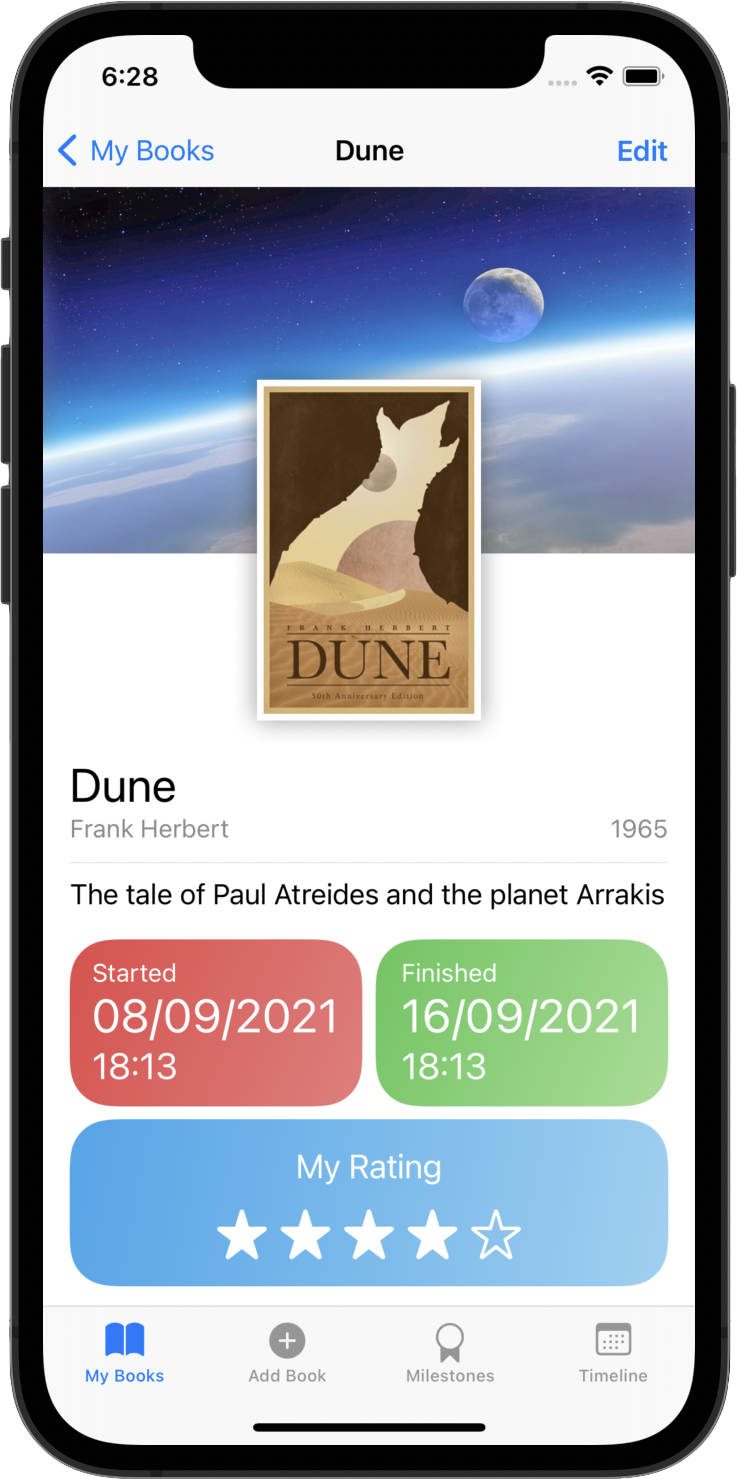 6:28
My Books Dune Edit
FRANK HERBERT
DUNE
50th Anniversary Edition
Dune
Frank Herbert 1965
The tale of Paul Atreides and the planet Arrakis
Started Finished
08/09/2021 16/09/2021
18:13 18:13
My Rating
My Books Add Book Milestones Timeline